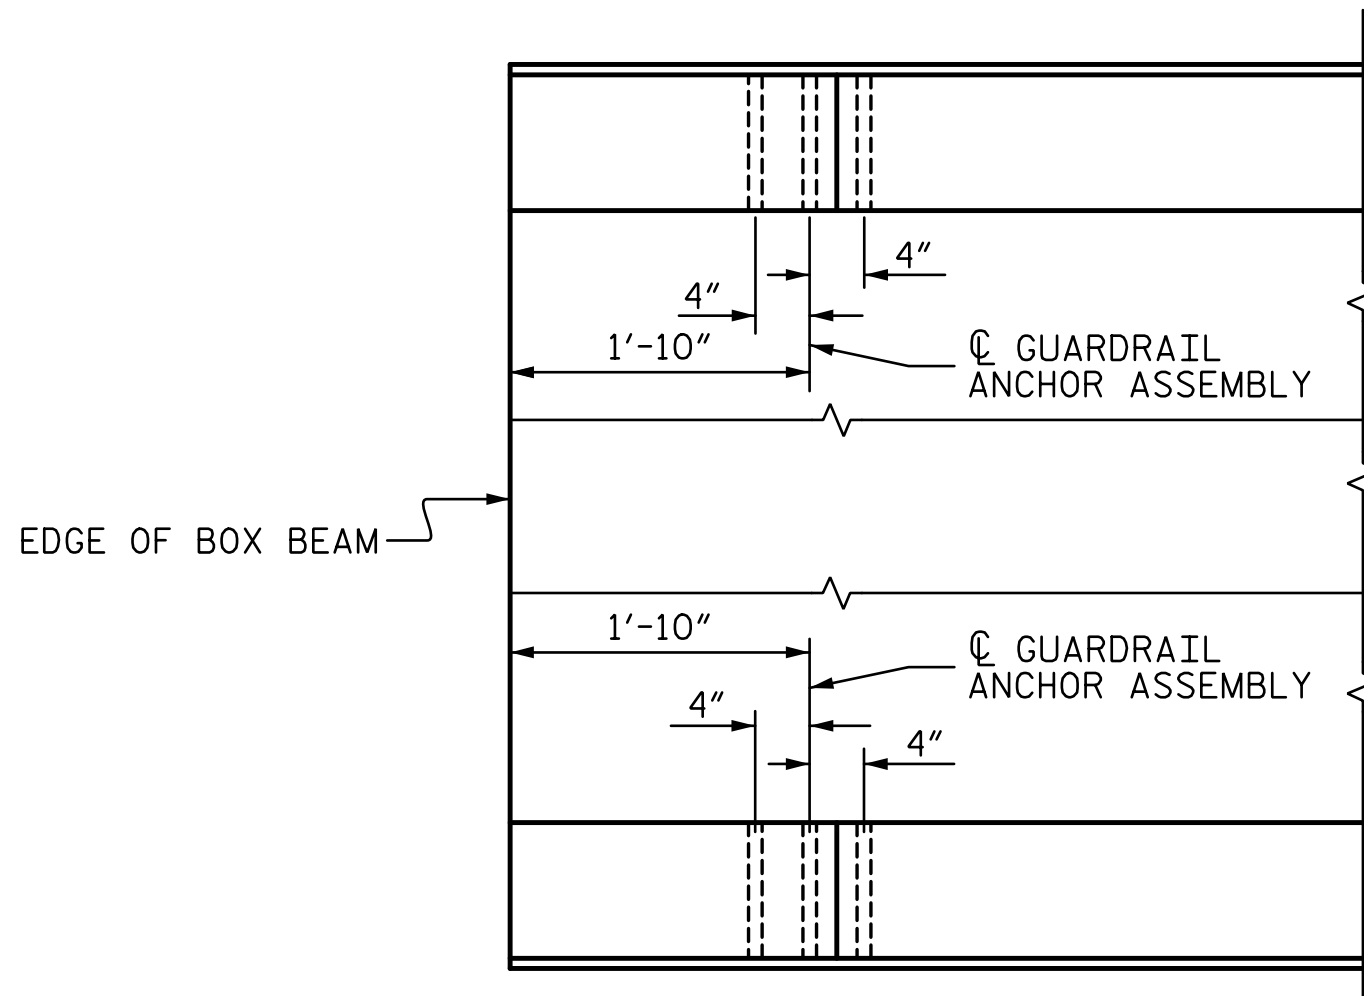 4"
4"
1'-10"
℄ GUARDRAIL
ANCHOR ASSEMBLY
EDGE OF BOX BEAM
1'-10"
℄ GUARDRAIL
ANCHOR ASSEMBLY
4"
4"